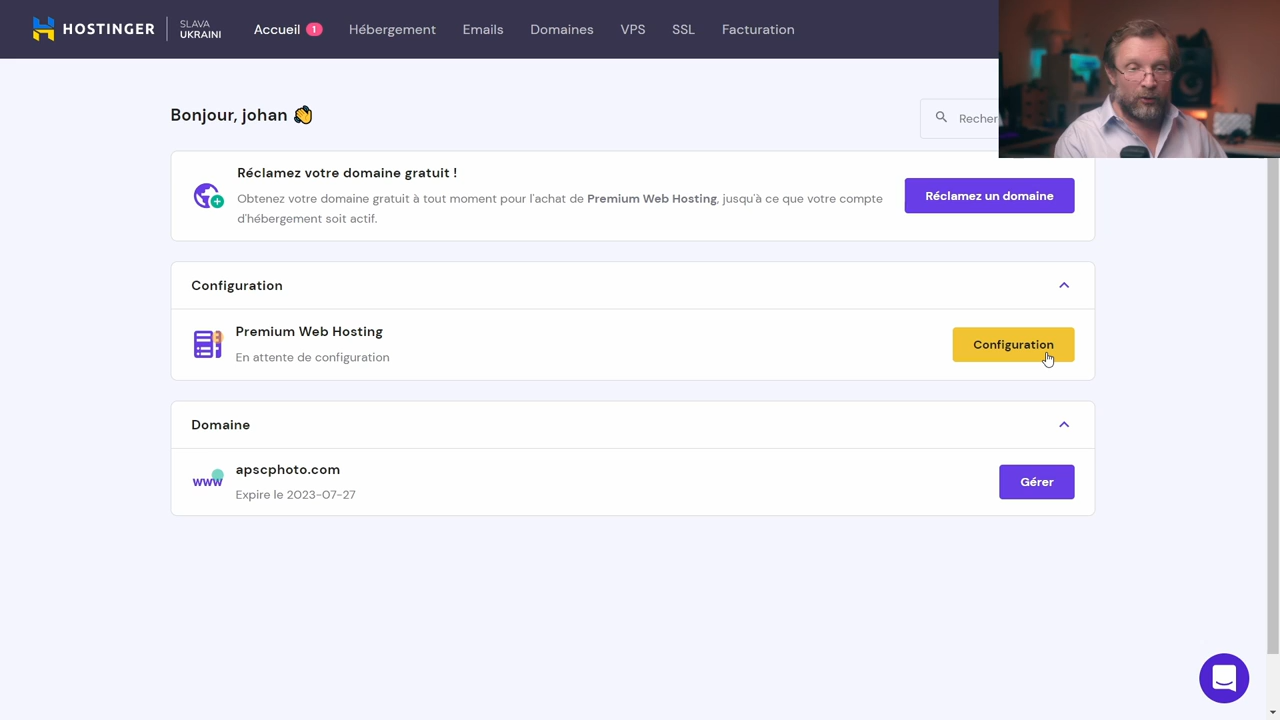 HOSTINGER
SLAVA
UKRAINI
Accueil 1
Hébergement
Emails
Domaines
VPS
SSL
Facturation
Bonjour, johan
Recher
Réclamez votre domaine gratuit !
Obtenez votre domaine gratuit à tout moment pour l'achat de Premium Web Hosting, jusqu'à ce que votre compte
d'hébergement soit actif.
Réclamez un domaine
Configuration
Premium Web Hosting
En attente de configuration
Configuration
Domaine
www
apscphoto.com
Expire le 2023-07-27
Gérer